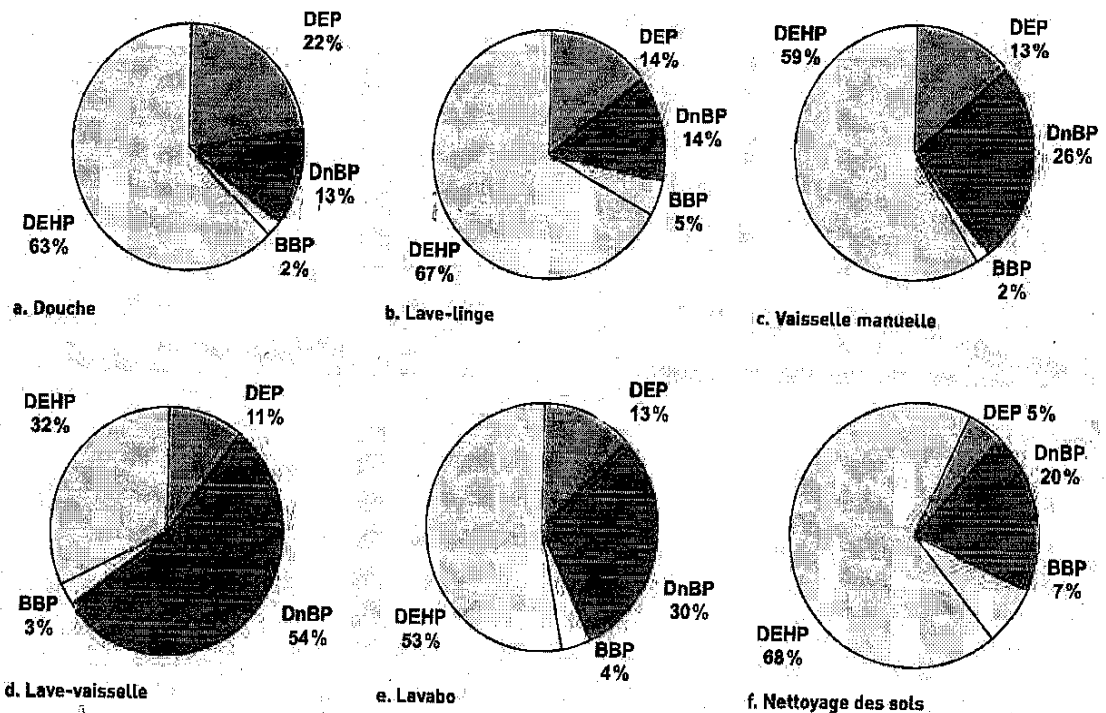 DEP
22%
DnBP
13%
BBP
2%
DEHP
63%
a. Douche
DEP
14%
DnBP
14%
BBP
5%
DEHP
67%
b. Lave-linge
DEHP
59%
DEP
13%
DnBP
26%
BBP
2%
c. Vaisselle manuelle
DEHP
32%
DEP
11%
BBP
3%
DnBP
54%
d. Lave-vaisselle
DEP
13%
DnBP
30%
DEHP
53%
BBP
4%
e. Lavabo
DEP 5%
DnBP
20%
BBP
7%
DEHP
68%
f. Nettoyage des sols